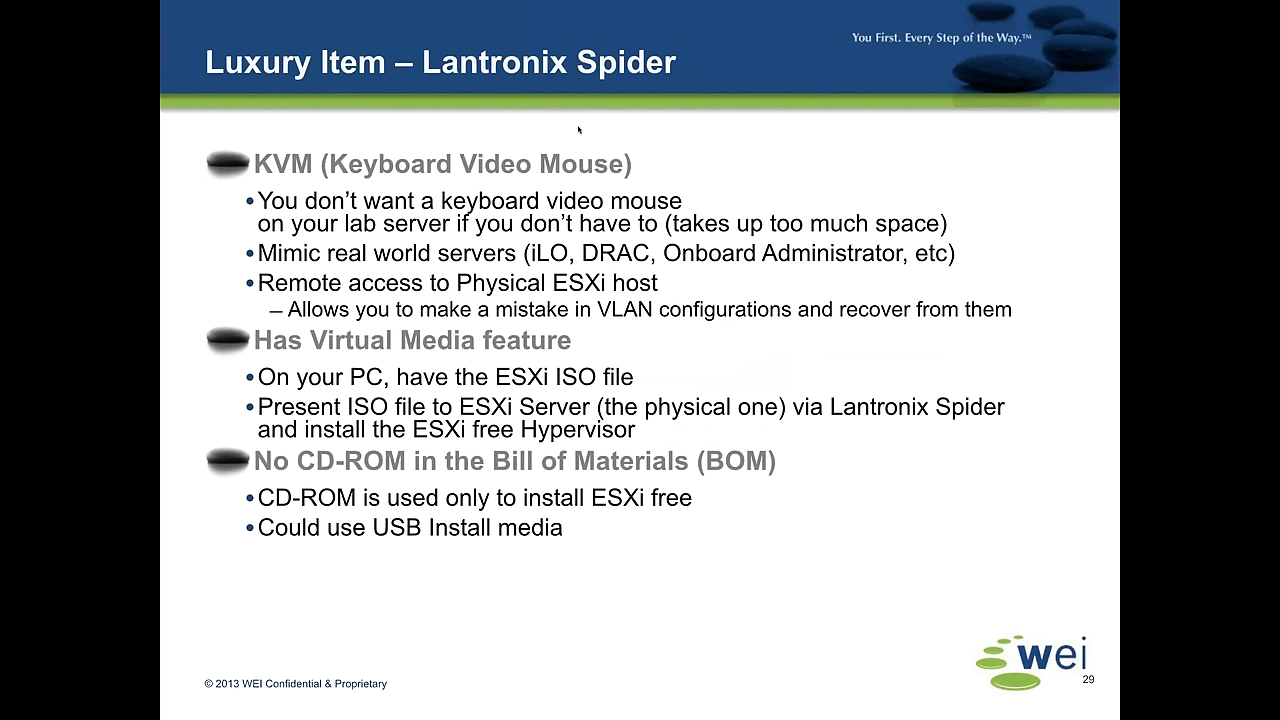 You First. Every Step of the Way.™
Luxury Item – Lantronix Spider
KVM (Keyboard Video Mouse)
•You don’t want a keyboard video mouse
on your lab server if you don’t have to (takes up too much space)
•Mimic real world servers (iLO, DRAC, Onboard Administrator, etc)
•Remote access to Physical ESXi host
– Allows you to make a mistake in VLAN configurations and recover from them
Has Virtual Media feature
•On your PC, have the ESXi ISO file
•Present ISO file to ESXi Server (the physical one) via Lantronix Spider
and install the ESXi free Hypervisor
No CD-ROM in the Bill of Materials (BOM)
•CD-ROM is used only to install ESXi free
•Could use USB Install media
wei
© 2013 WEI Confidential & Proprietary
29